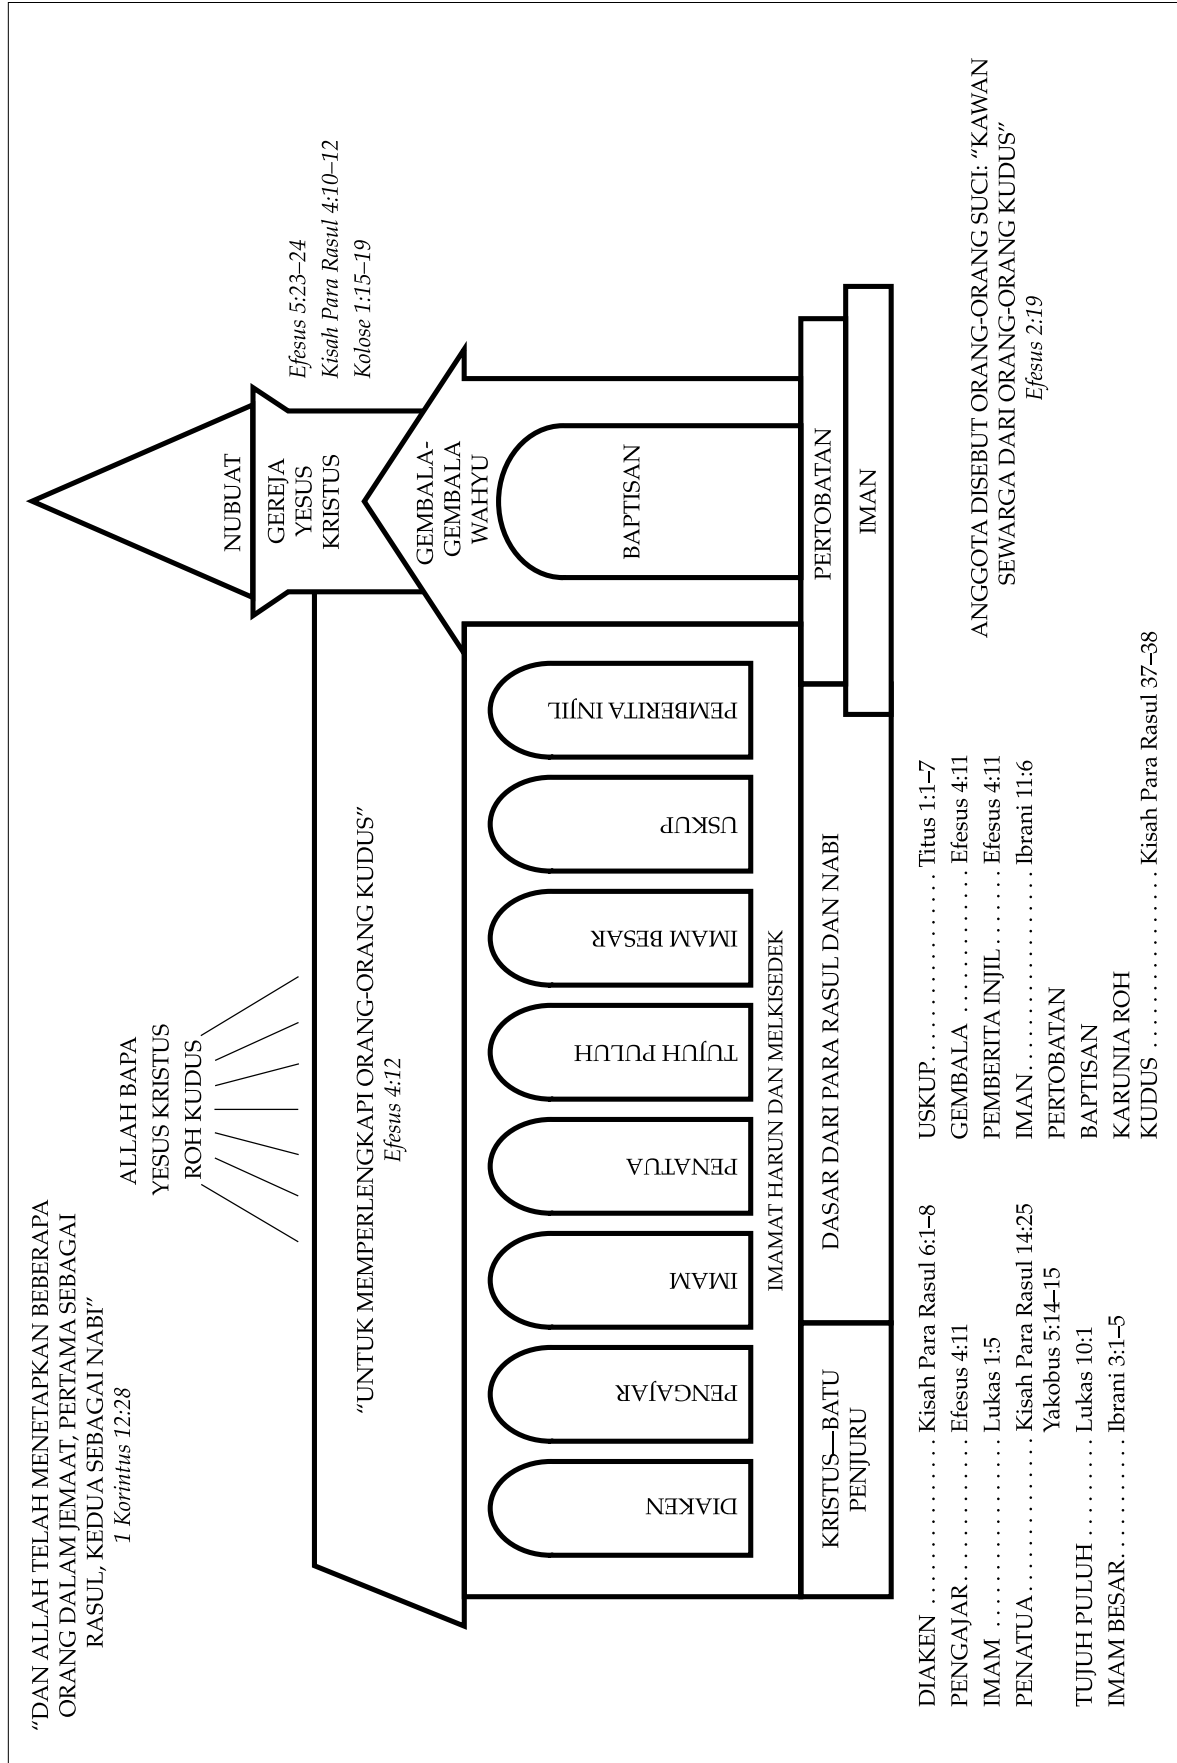 “DAN ALLAH TELAH MENETAPKAN BEBERAPA
ORANG DALAM JEMAAT, PERTAMA SEBAGAI
RASUL, KEDUA SEBAGAI NABI”
1 Korintus 12:28
ALLAH BAPA
YESUS KRISTUS
ROH KUDUS
Efesus 5:23–24
Kisah Para Rasul 4:10–12
Kolose 1:15–19
NUBUAT
GEREJA
YESUS
KRISTUS
“UNTUK MEMPERLENGKAPI ORANG-ORANG KUDUS”
Efesus 4:12
GEMBALA-
GEMBALA
WAHYU
DIAKEN
PENGAJAR
IMAM
PENATUA
TUJUH PULUH
IMAM BESAR
USKUP
PEMBERITA INJIL
BAPTISAN
IMAMAT HARUN DAN MELKISEDEK
KRISTUS—BATU
PENJURU
DASAR DARI PARA RASUL DAN NABI
PERTOBATAN
IMAN
DIAKEN . . . . . . . . . . . . . . . . . Kisah Para Rasul 6:1–8
PENGAJAR. . . . . . . . . . . . . . Efesus 4:11
IMAM . . . . . . . . . . . . . . . . . . Lukas 1:5
PENATUA. . . . . . . . . . . . . . . Kisah Para Rasul 14:25
Yakobus 5:14–15
TUJUH PULUH . . . . . . . . . Lukas 10:1
IMAM BESAR. . . . . . . . . . . Ibrani 3:1–5
USKUP. . . . . . . . . . . . . . . . . Titus 1:1–7
GEMBALA . . . . . . . . . . . . . Efesus 4:11
PEMBERITA INJIL. . . . . . . Efesus 4:11
IMAN. . . . . . . . . . . . . . . . . . Ibrani 11:6
PERTOBATAN
BAPTISAN
KARUNIA ROH
KUDUS . . . . . . . . . . . . . . . . Kisah Para Rasul 37–38
ANGGOTA DISEBUT ORANG-ORANG SUCI: “KAWAN
SEWARGA DARI ORANG-ORANG KUDUS”
Efesus 2:19